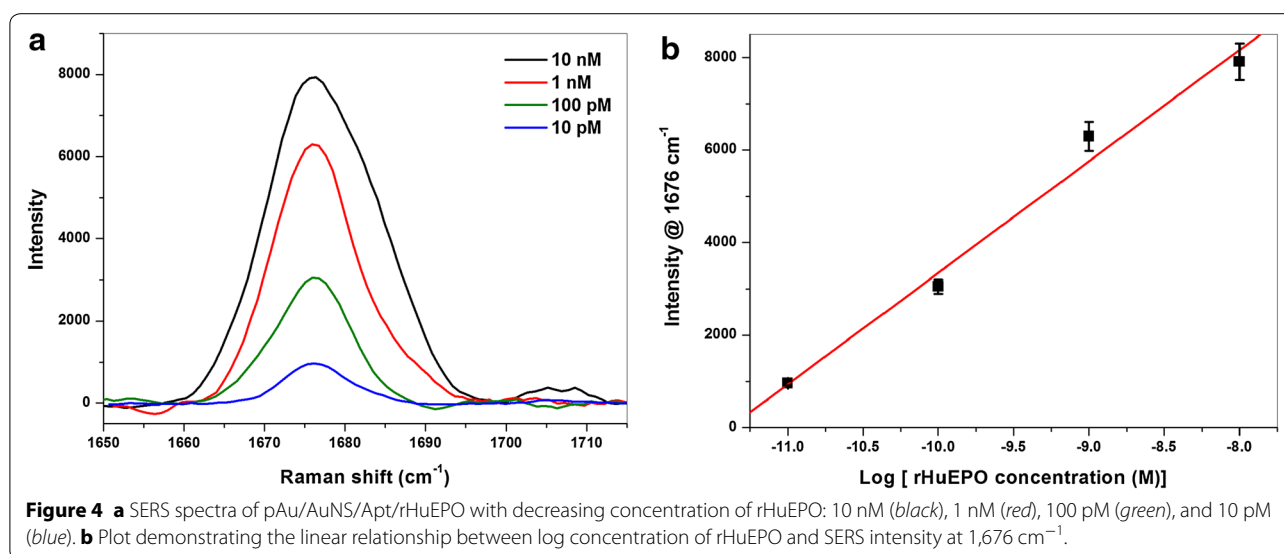 a
10 nM
1 nM
100 pM
10 pM
8000
6000
4000
2000
0
Intensity
1650 1660 1670 1680 1690 1700 1710
Raman shift (cm⁻¹)
b
8000
6000
4000
2000
0
Intensity @ 1676 cm⁻¹
-11.0 -10.5 -10.0 -9.5 -9.0 -8.5 -8.0
Log [ rHuEPO concentration (M)]
Figure 4 a SERS spectra of pAu/AuNS/Apt/rHuEPO with decreasing concentration of rHuEPO: 10 nM (black), 1 nM (red), 100 pM (green), and 10 pM
(blue). b Plot demonstrating the linear relationship between log concentration of rHuEPO and SERS intensity at 1,676 cm⁻¹.